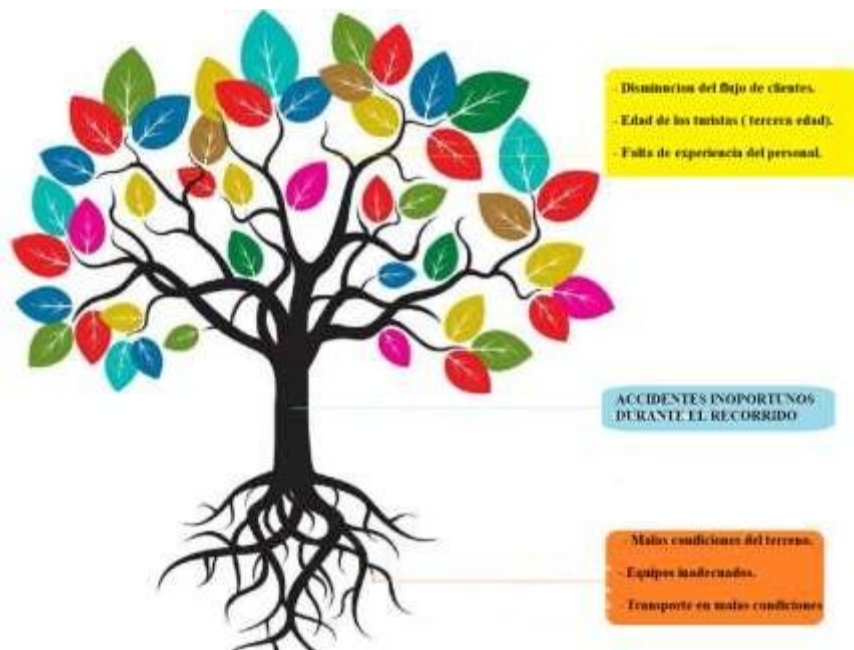 - Disminucion del flujo de clientes.
- Edad de los turistas ( tercera edad).
- Falta de experiencia del personal.
ACCIDENTES INOPORTUNOS
DURANTE EL RECORRIDO
- Malas condiciones del terreno.
- Equipos inadecuados.
- Transporte en malas condiciones